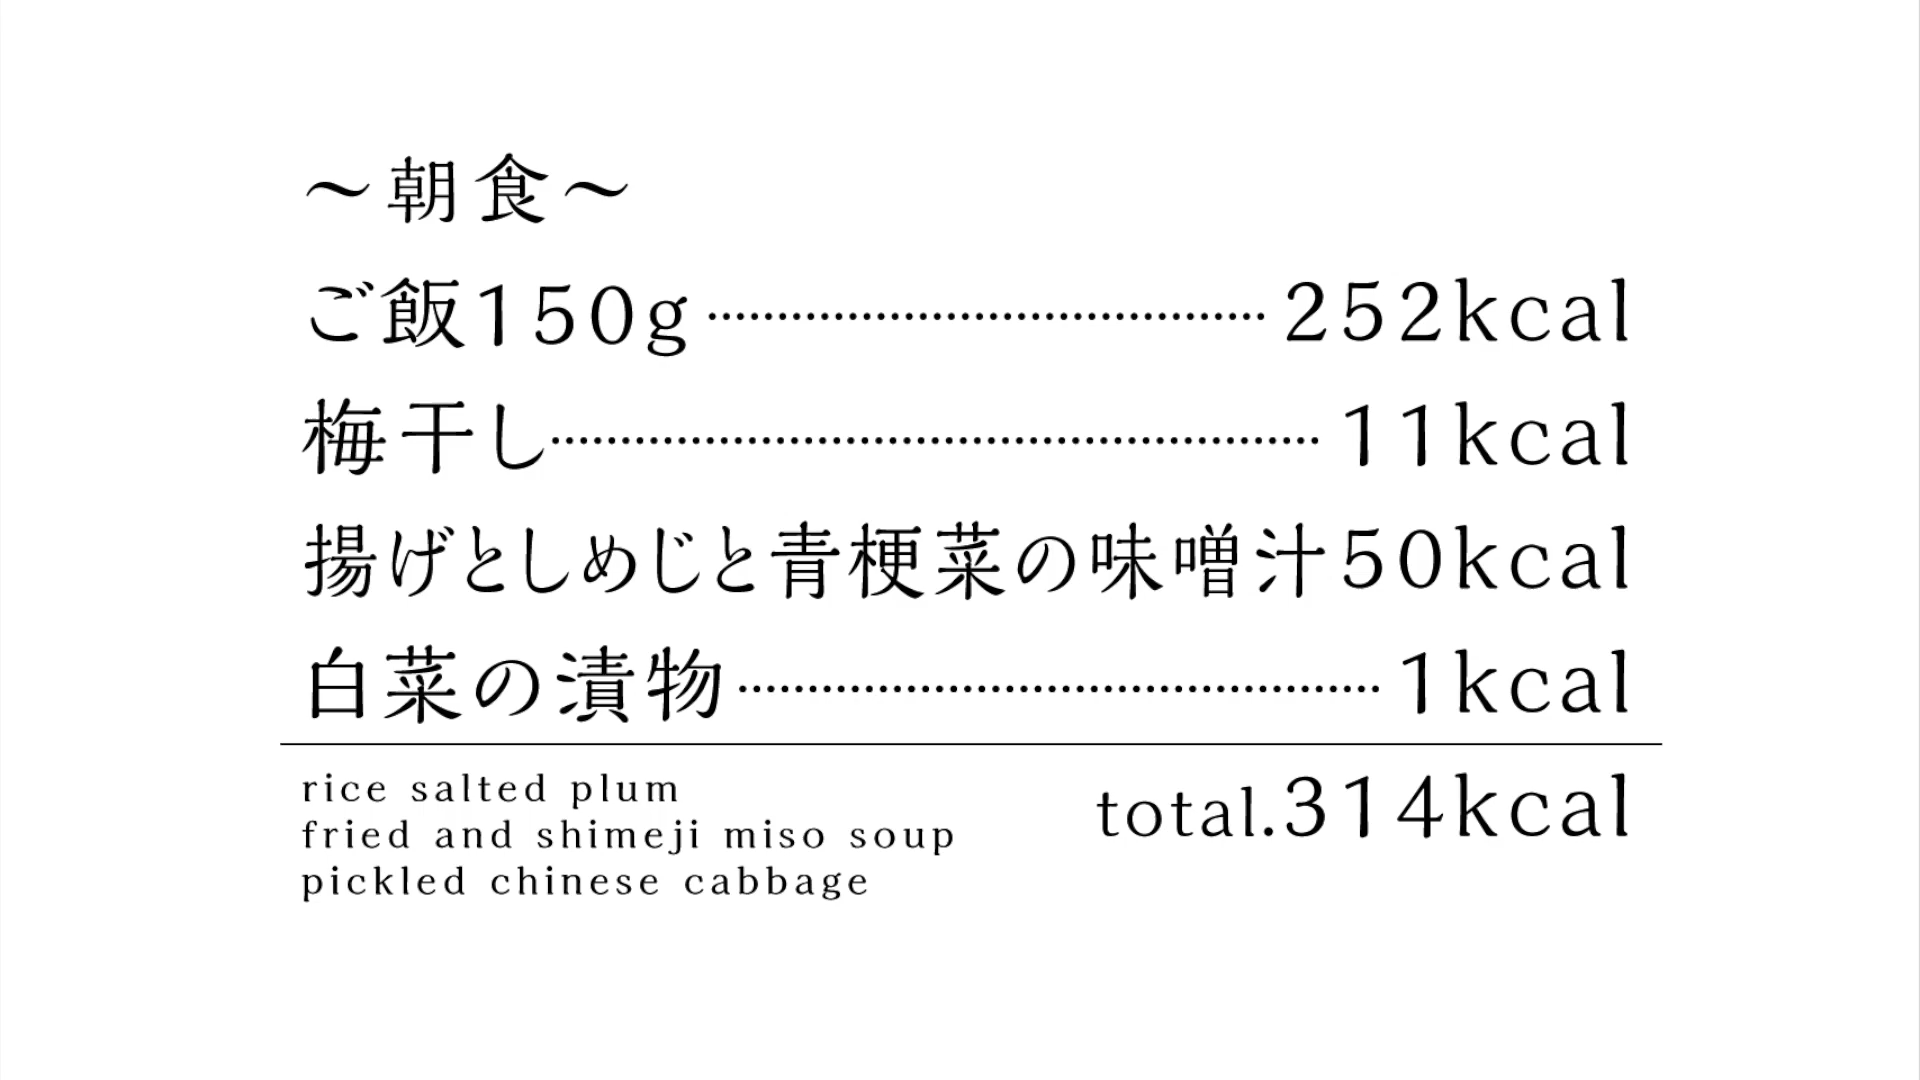 ～朝食～
ご飯150g……………………………252kcal
梅干し……………………………………11kcal
揚げとしめじと青梗菜の味噌汁50kcal
白菜の漬物………………………………1kcal
rice salted plum
fried and shimeji miso soup
pickled chinese cabbage
total.314kcal